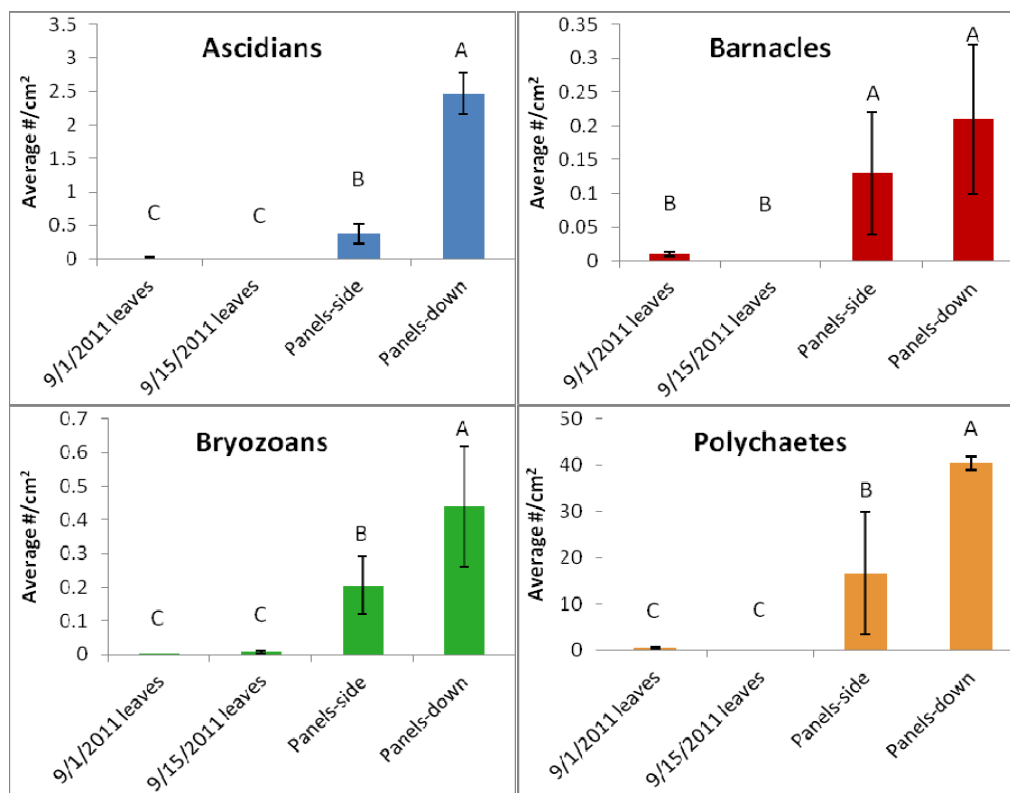 Ascidians
Average #/cm²
3.5
3
2.5
2
1.5
1
0.5
0
C
C
B
A
9/1/2011 leaves
9/15/2011 leaves
Panels-side
Panels-down
Barnacles
Average #/cm²
0.35
0.3
0.25
0.2
0.15
0.1
0.05
0
B
B
A
A
9/1/2011 leaves
9/15/2011 leaves
Panels-side
Panels-down
Bryozoans
Average #/cm²
0.7
0.6
0.5
0.4
0.3
0.2
0.1
0
C
C
B
A
9/1/2011 leaves
9/15/2011 leaves
Panels-side
Panels-down
Polychaetes
Average #/cm²
50
40
30
20
10
0
C
C
B
A
9/1/2011 leaves
9/15/2011 leaves
Panels-side
Panels-down